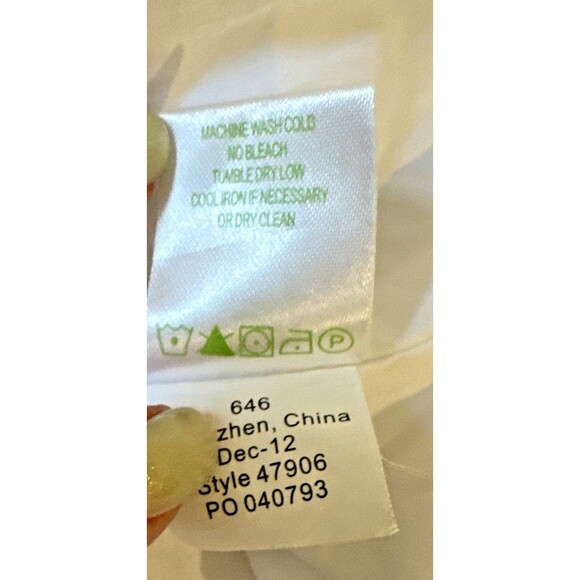 MACHINE WASH COLD
NO BLEACH
TUMBLE DRY LOW
COOL IRON IF NECESSARY
OR DRY CLEAN
P
646
zhen, China
Dec-12
Style 47906
PO 040793